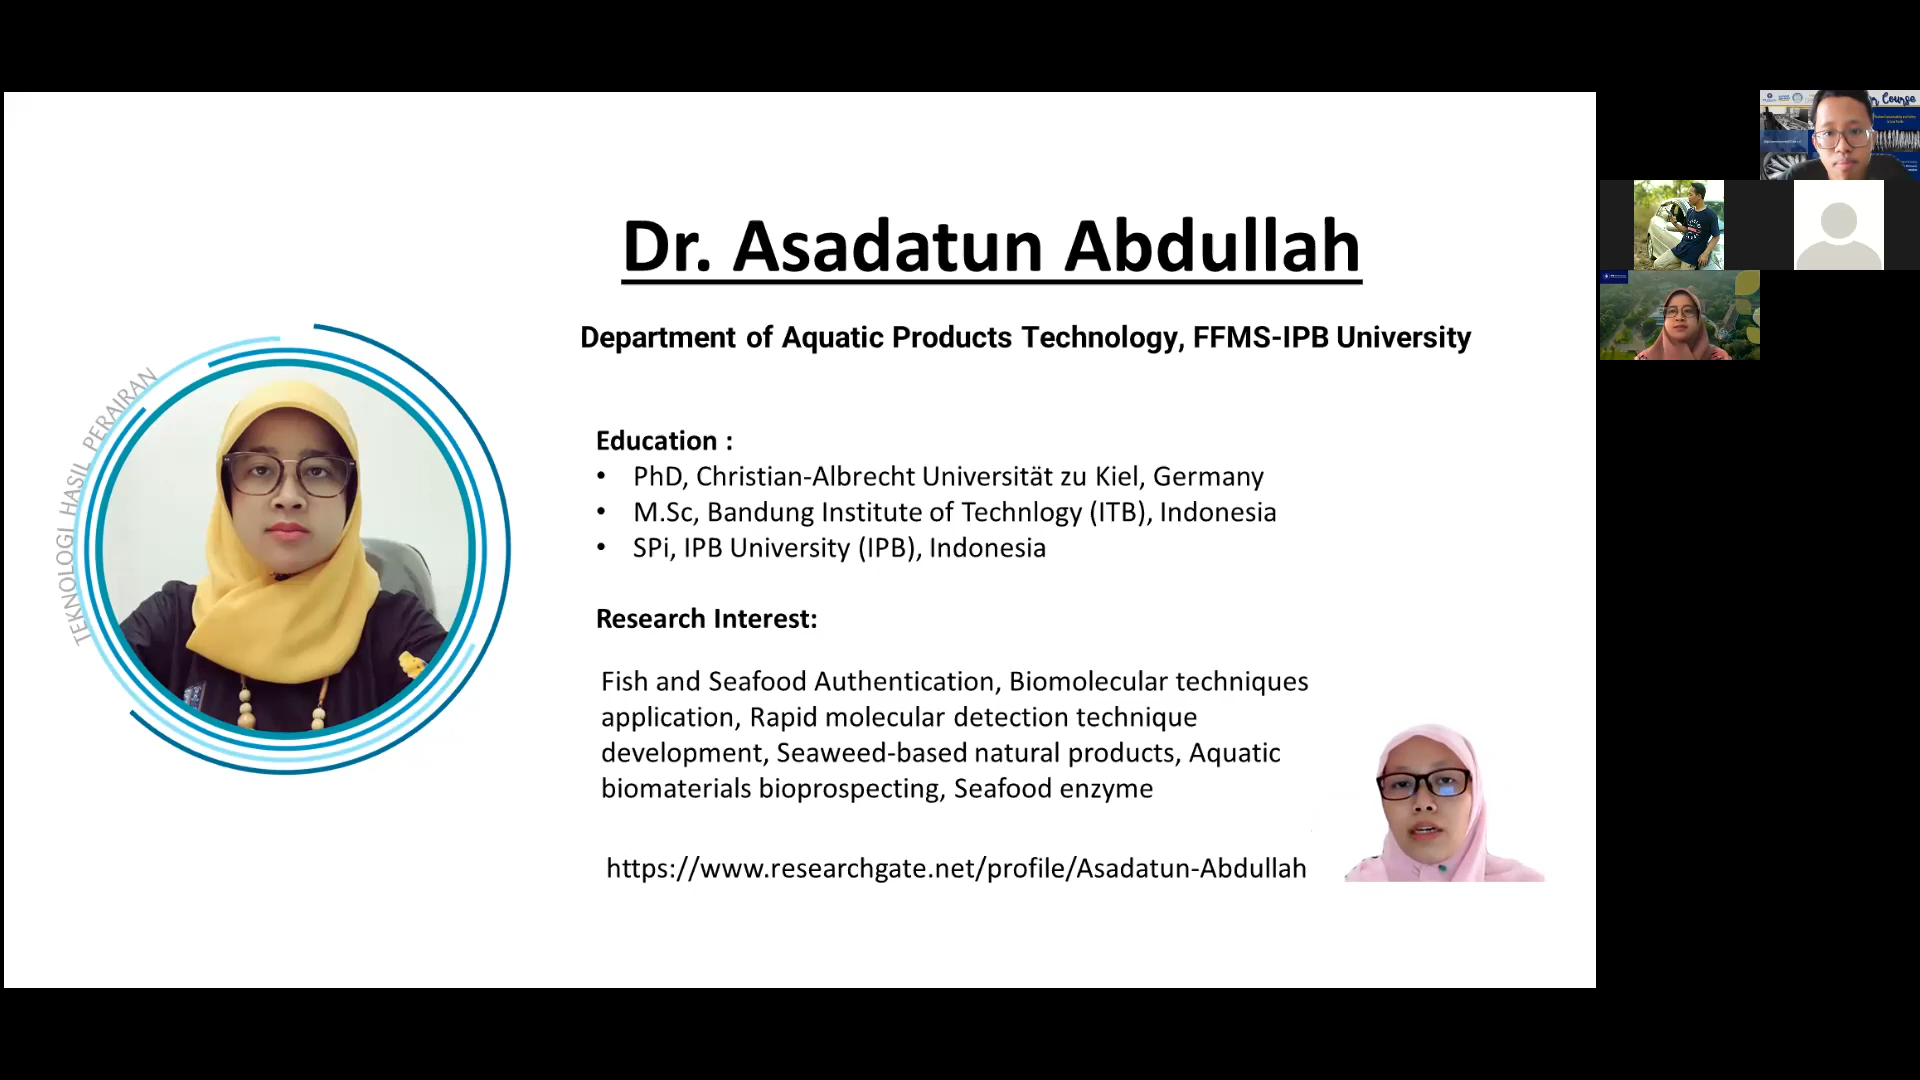 Dr. Asadatun Abdullah
Department of Aquatic Products Technology, FFMS-IPB University
TEKNOLOGI HASIL PERAIRAN
Education :
• PhD, Christian-Albrecht Universität zu Kiel, Germany
• M.Sc, Bandung Institute of Technlogy (ITB), Indonesia
• SPi, IPB University (IPB), Indonesia
Research Interest:
Fish and Seafood Authentication, Biomolecular techniques
application, Rapid molecular detection technique
development, Seaweed-based natural products, Aquatic
biomaterials bioprospecting, Seafood enzyme
https://www.researchgate.net/profile/Asadatun-Abdullah
Course